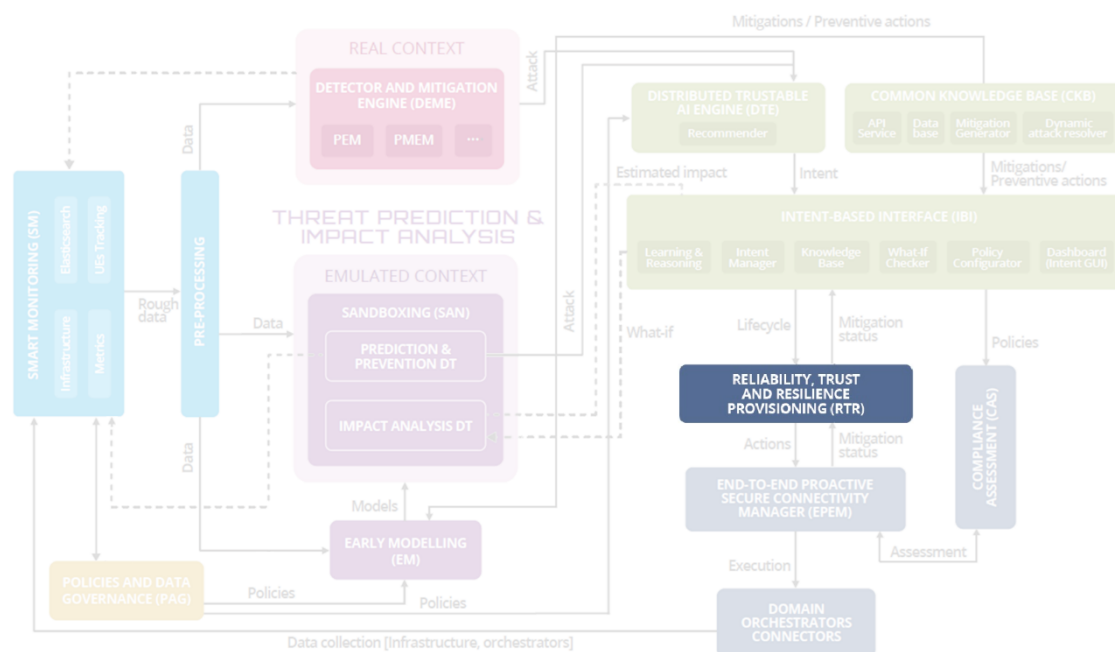 Mitigations / Preventive actions
REAL CONTEXT
Attack
DETECTOR AND MITIGATION
ENGINE (DEME)
PEM
PMEM
...
Data
DISTRIBUTED TRUSTABLE
AI ENGINE (DTE)
Recommender
COMMON KNOWLEDGE BASE (CKB)
API
Service
Data
base
Mitigation
Generator
Dynamic
attack resolver
Estimated impact
Intent
Mitigations/
Preventive actions
SMART MONITORING (SM)
Elasticsearch
UEs Tracking
Infrastructure
Metrics
Rough
data
PRE-PROCESSING
THREAT PREDICTION &
IMPACT ANALYSIS
INTENT-BASED INTERFACE (IBI)
Learning &
Reasoning
Intent
Manager
Knowledge
Base
What-If
Checker
Policy
Configurator
Dashboard
(Intent GUI)
EMULATED CONTEXT
SANDBOXING (SAN)
Data
PREDICTION &
PREVENTION DT
IMPACT ANALYSIS DT
Attack
What-if
Lifecycle
Mitigation
status
Policies
RELIABILITY, TRUST
AND RESILIENCE
PROVISIONING (RTR)
COMPLIANCE
ASSESSMENT (CAS)
Data
Actions
Mitigation
status
END-TO-END PROACTIVE
SECURE CONNECTIVITY
MANAGER (EPEM)
Models
EARLY MODELLING
(EM)
Assessment
Execution
POLICIES AND DATA
GOVERNANCE (PAG)
Policies
Policies
DOMAIN
ORCHESTRATORS
CONNECTORS
Data collection [Infrastructure, orchestrators]